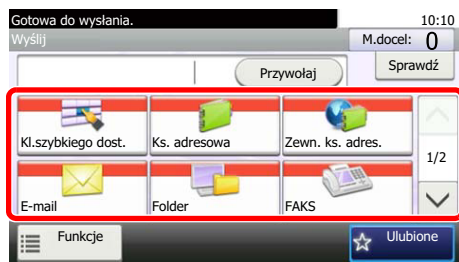 Gotowa do wysłania.
10:10
Wyślij
M.docel: 0
Przywołaj
Sprawdź
Kl.szybkiego dost.
Ks. adresowa
Zewn. ks. adres.
1/2
E-mail
Folder
FAKS
Funkcje
Ulubione